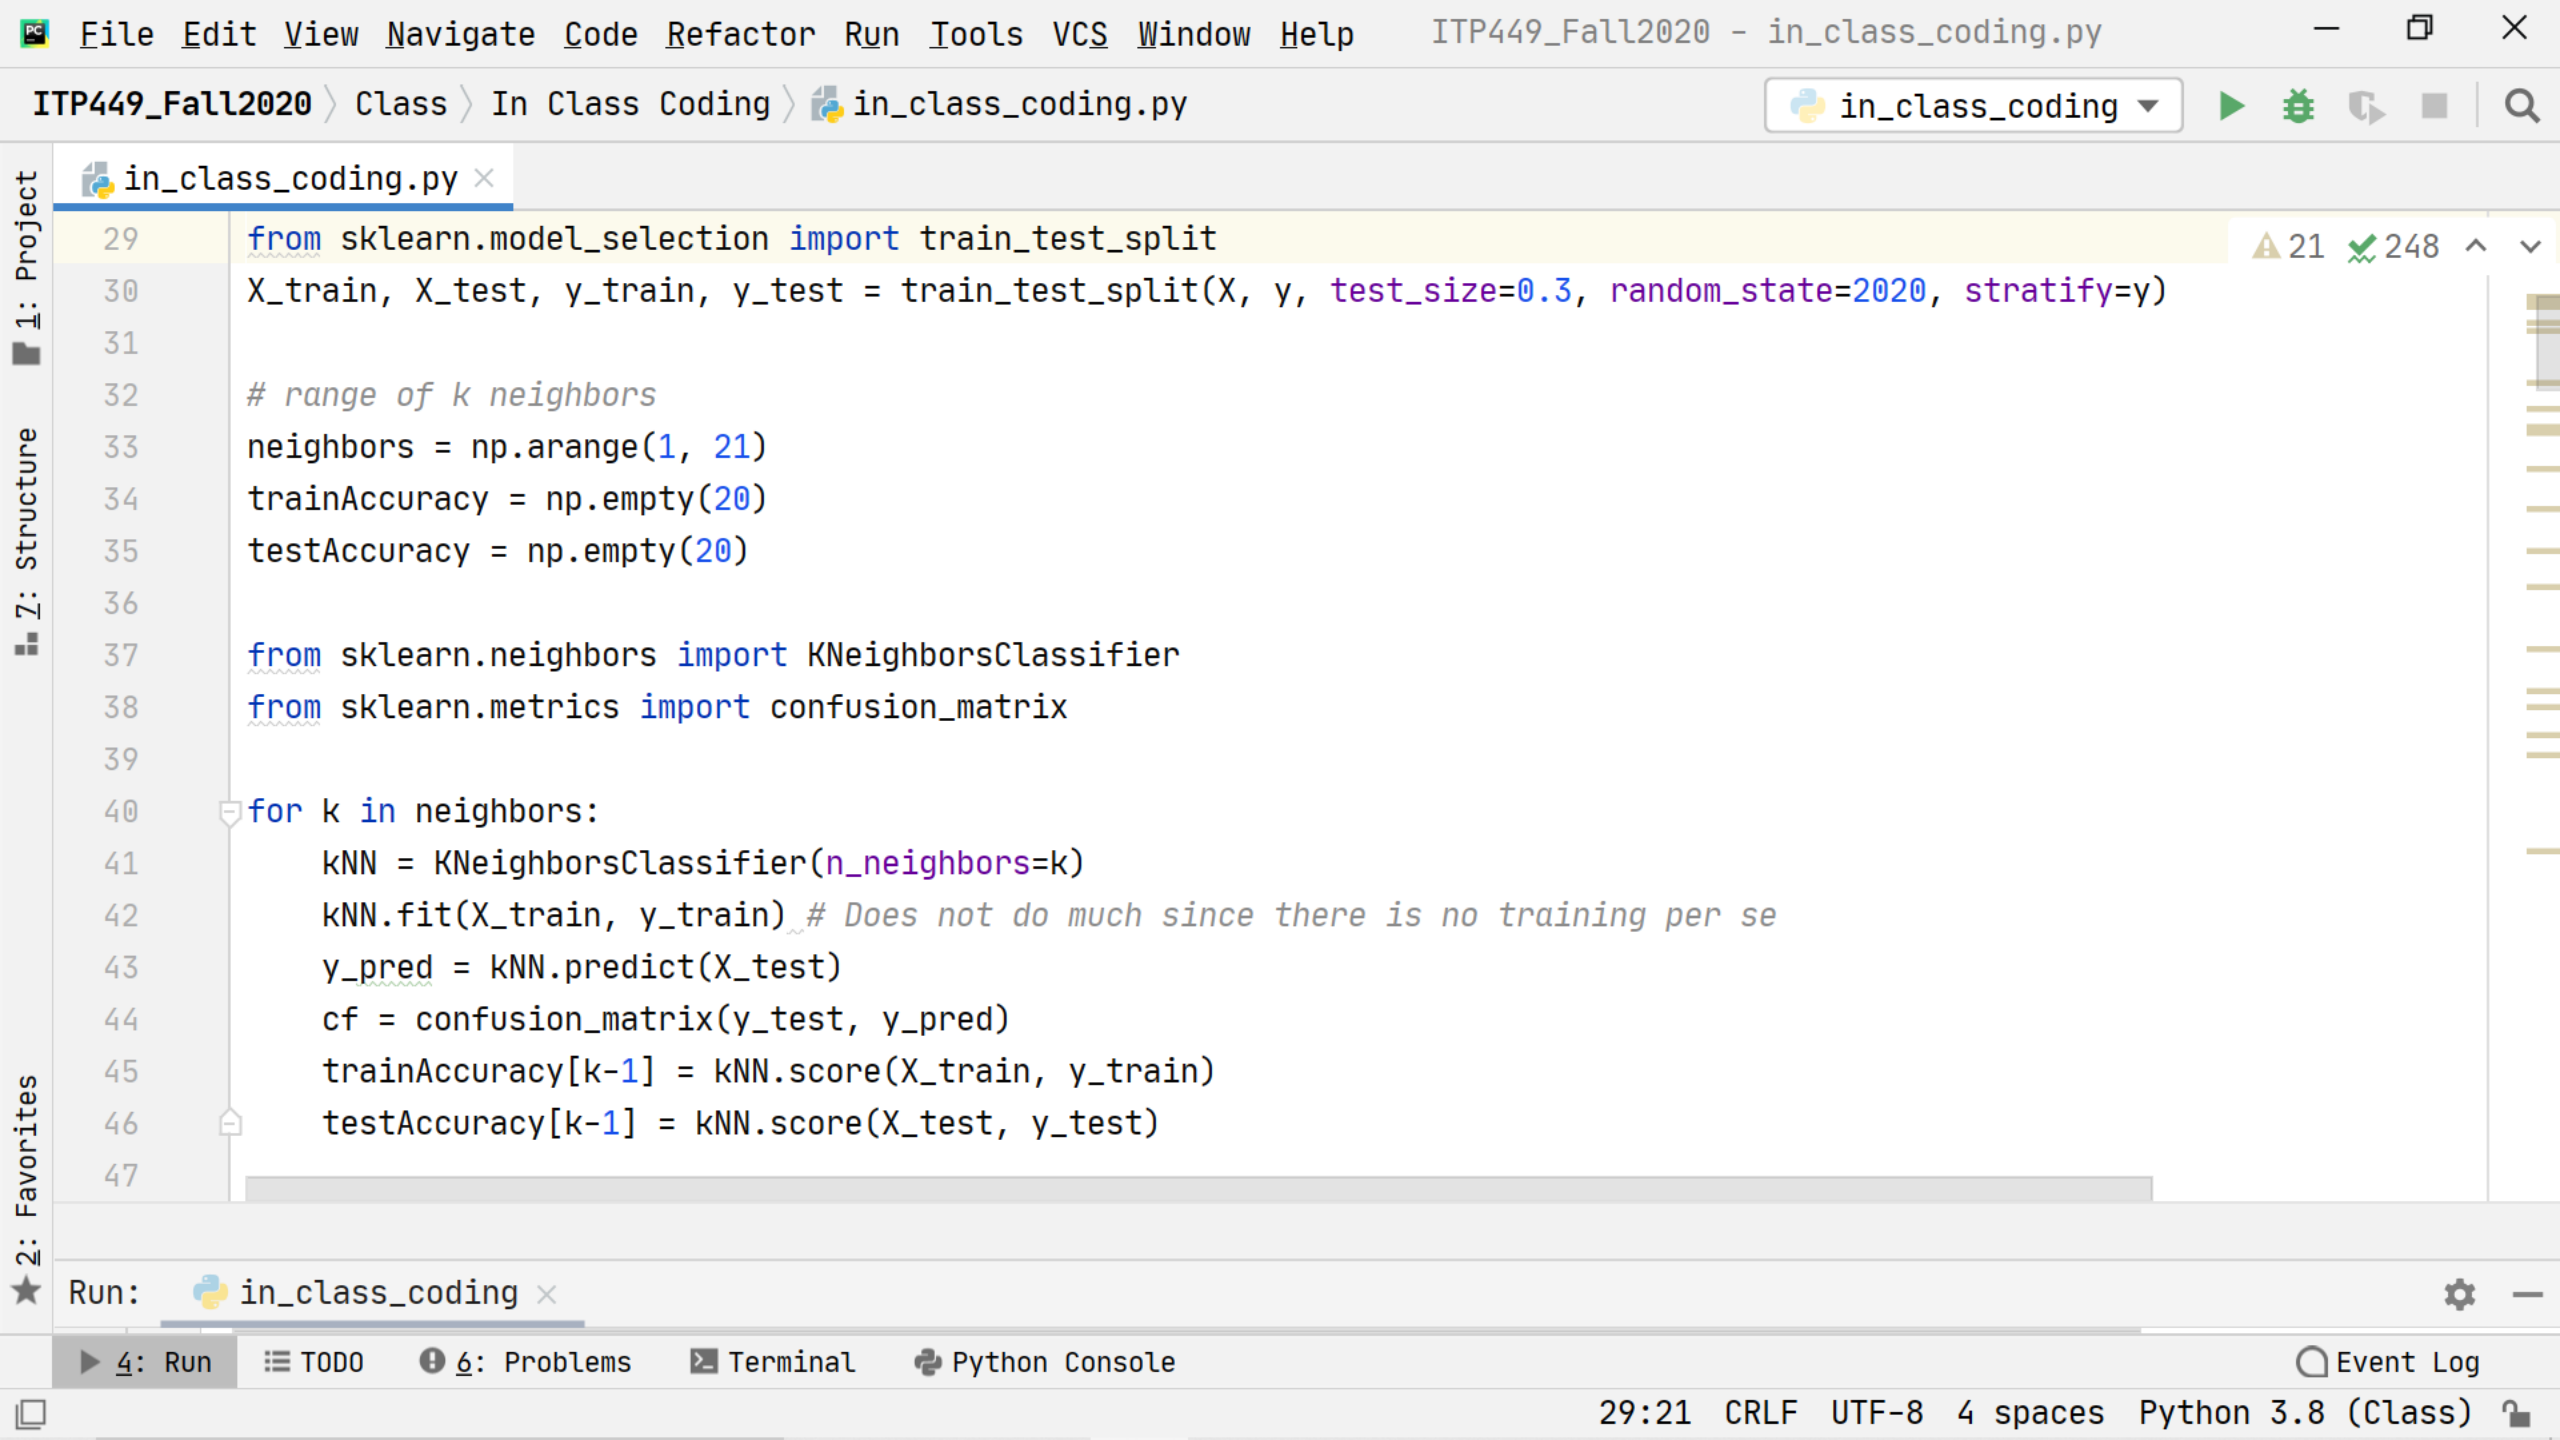 File Edit View Navigate Code Refactor Run Tools VCS Window Help ITP449_Fall2020 - in_class_coding.py
ITP449_Fall2020 Class In Class Coding in_class_coding.py in_class_coding
in_class_coding.py
1: Project
7: Structure
2: Favorites
21 248
29 from sklearn.model_selection import train_test_split
30 X_train, X_test, y_train, y_test = train_test_split(X, y, test_size=0.3, random_state=2020, stratify=y)
31
32 # range of k neighbors
33 neighbors = np.arange(1, 21)
34 trainAccuracy = np.empty(20)
35 testAccuracy = np.empty(20)
36
37 from sklearn.neighbors import KNeighborsClassifier
38 from sklearn.metrics import confusion_matrix
39
40 for k in neighbors:
41     kNN = KNeighborsClassifier(n_neighbors=k)
42     kNN.fit(X_train, y_train) # Does not do much since there is no training per se
43     y_pred = kNN.predict(X_test)
44     cf = confusion_matrix(y_test, y_pred)
45     trainAccuracy[k-1] = kNN.score(X_train, y_train)
46     testAccuracy[k-1] = kNN.score(X_test, y_test)
47
Run: in_class_coding
4: Run TODO 6: Problems Terminal Python Console Event Log
29:21 CRLF UTF-8 4 spaces Python 3.8 (Class)